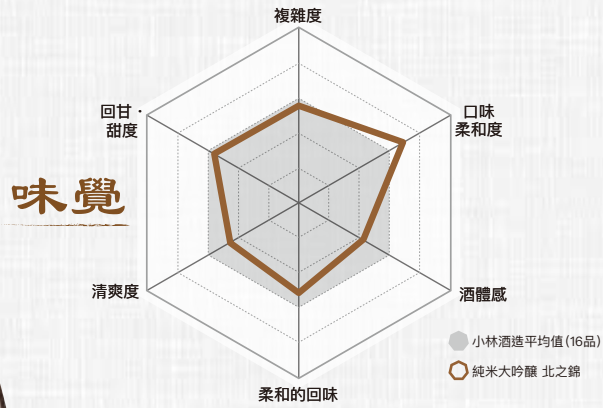 複雜度
回甘・
甜度
口味
柔和度
味覺
清爽度
酒體感
柔和的回味
小林酒造平均值(16品)
純米大吟釀 北之錦